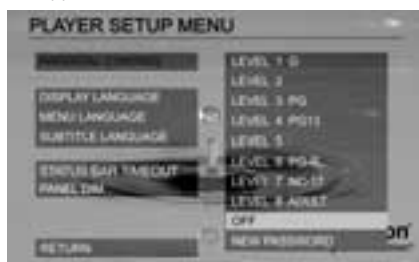 PLAYER SETUP MENU
PARENTAL CONTROL
DISPLAY LANGUAGE
MENU LANGUAGE
SUBTITLE LANGUAGE
STATUS BAR TIMEOUT
PANEL DIM
RETURN
LEVEL 1 G
LEVEL 2
LEVEL 3 PG
LEVEL 4 PG13
LEVEL 5
LEVEL 6 PG-R
LEVEL 7 NC-17
LEVEL 8 ADULT
OFF
NEW PASSWORD
on